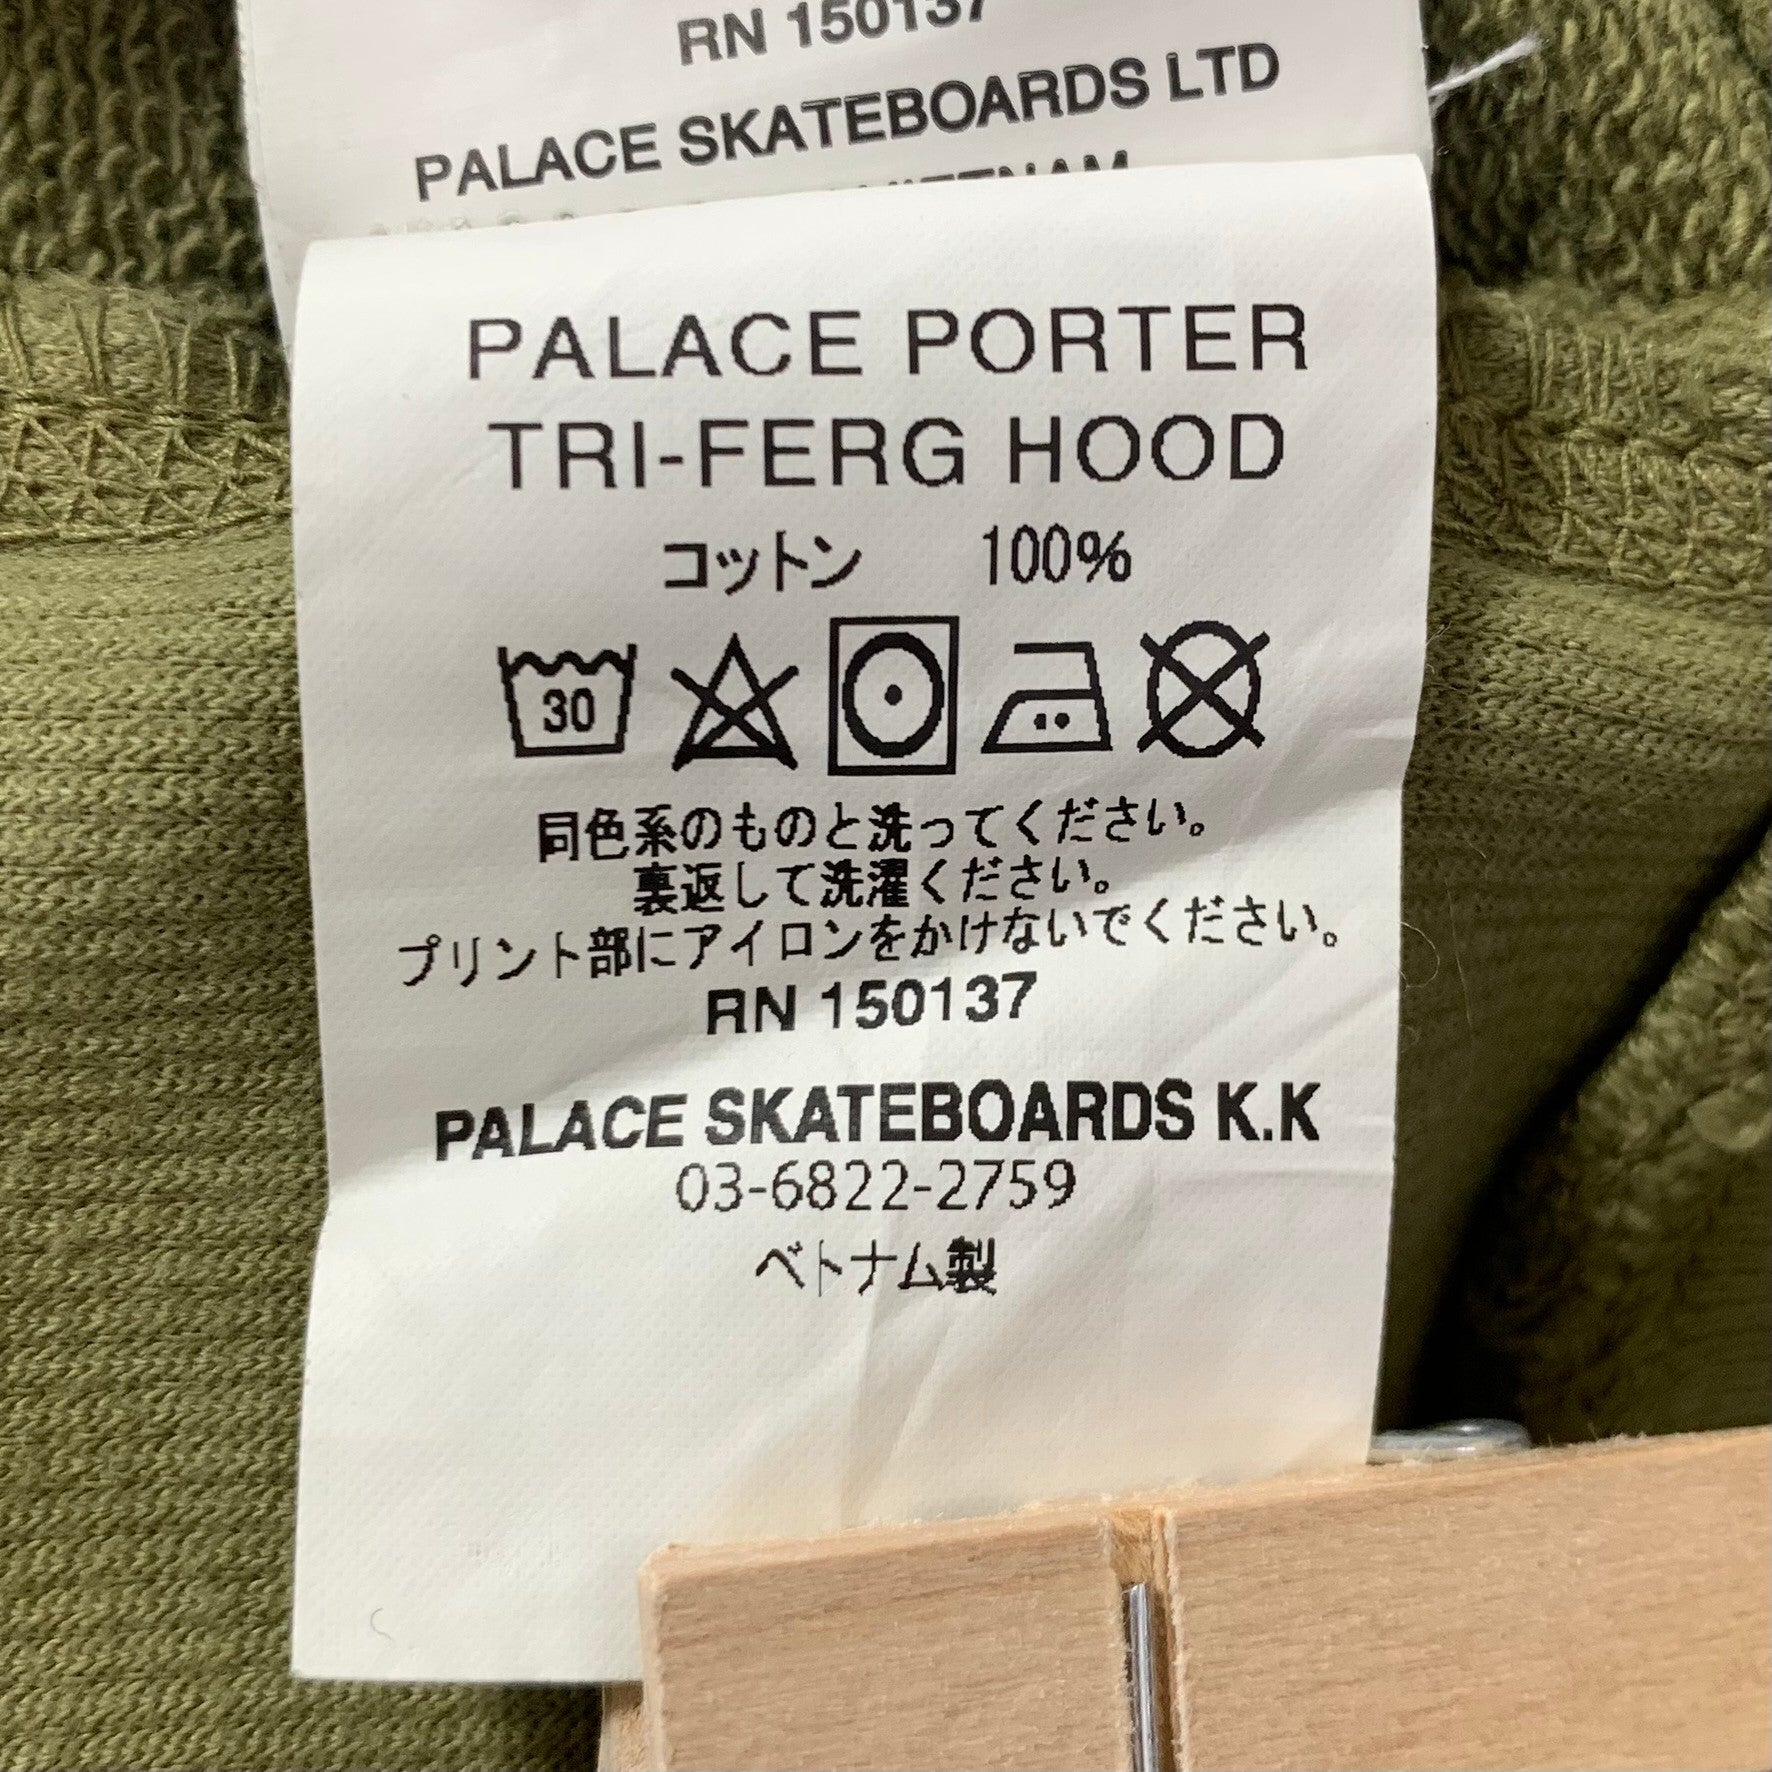 RN 150137
PALACE SKATEBOARDS LTD
VIETNAM
PALACE PORTER
TRI-FERG HOOD
コットン 100%
30
同色系のものと洗ってください。
裏返して洗濯ください。
プリント部にアイロンをかけないでください。
RN 150137
PALACE SKATEBOARDS K.K
03-6822-2759
ベトナム製